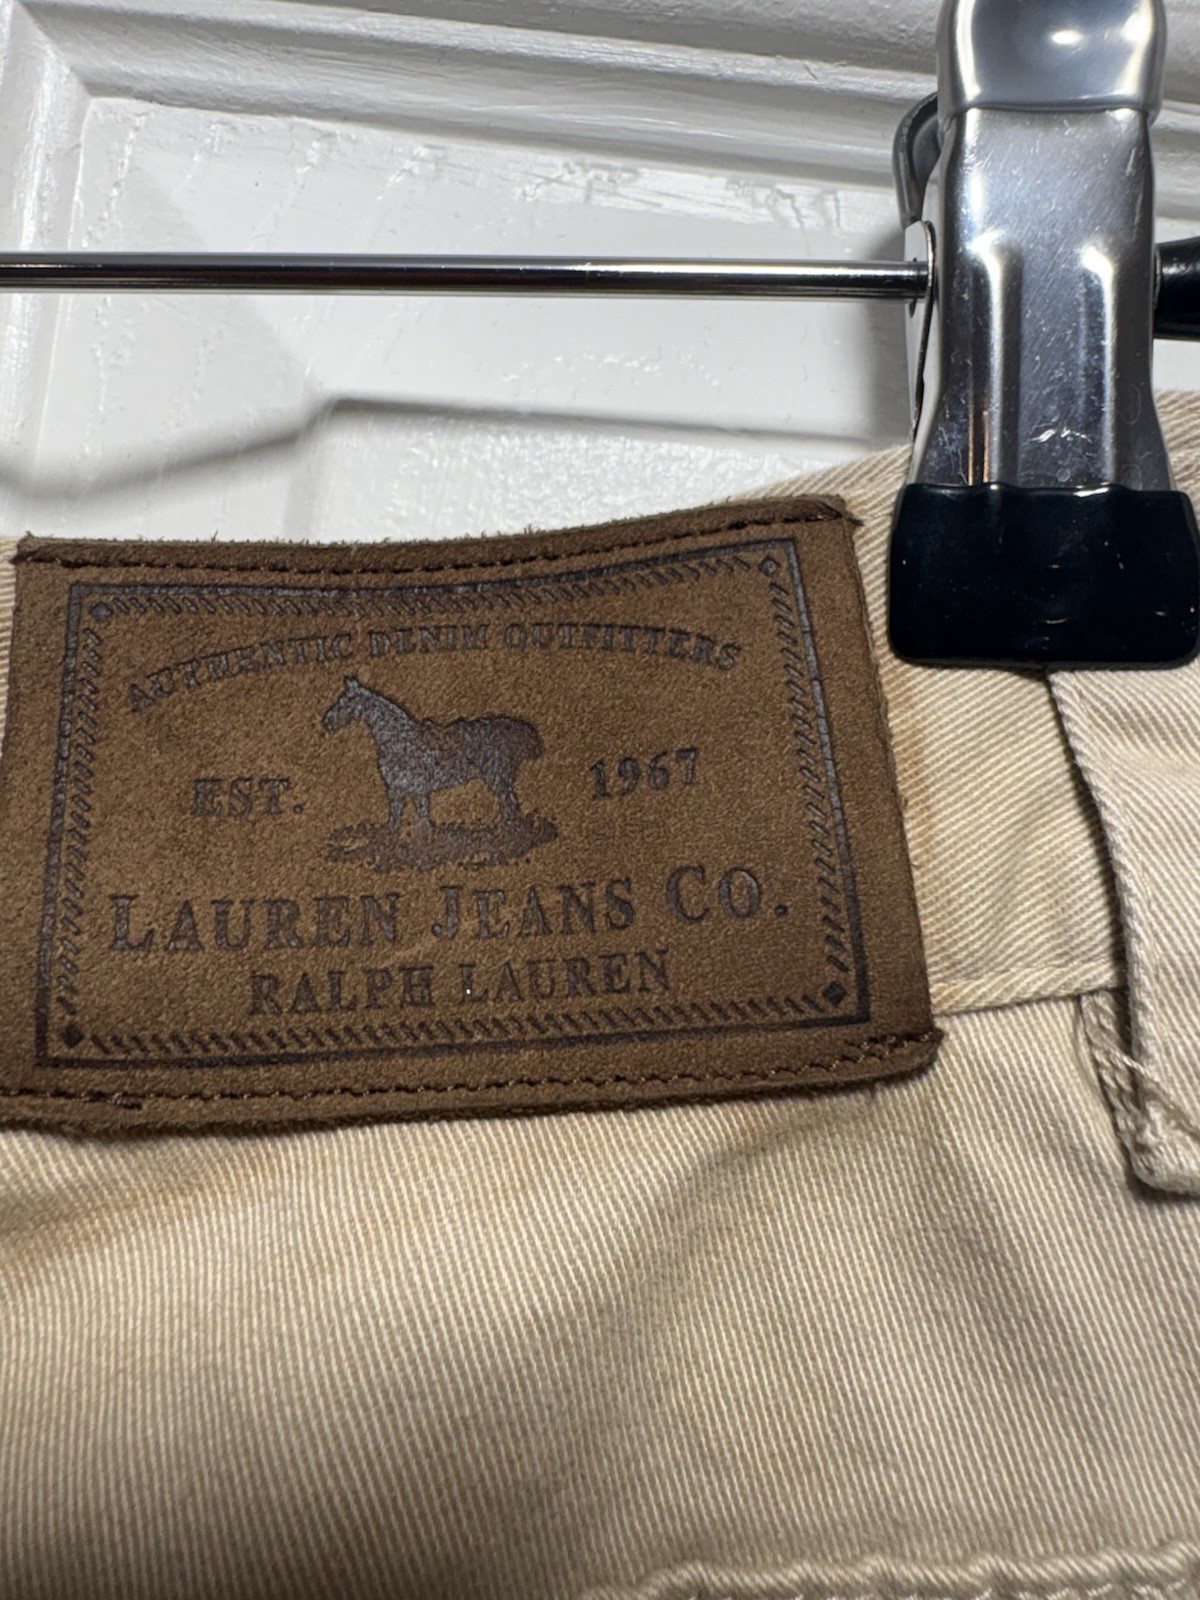 AUTHENTIC DENIM OUTFITTERS
EST. 1967
LAUREN JEANS CO.
RALPH LAUREN